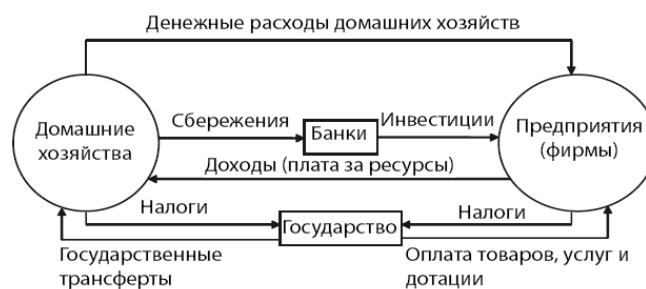 Денежные расходы домашних хозяйств
Сбережения
Инвестиции
Домашние
хозяйства
Банки
Предприятия
(фирмы)
Доходы (плата за ресурсы)
Налоги
Государство
Налоги
Государственные
трансферты
Оплата товаров, услуг и
дотации